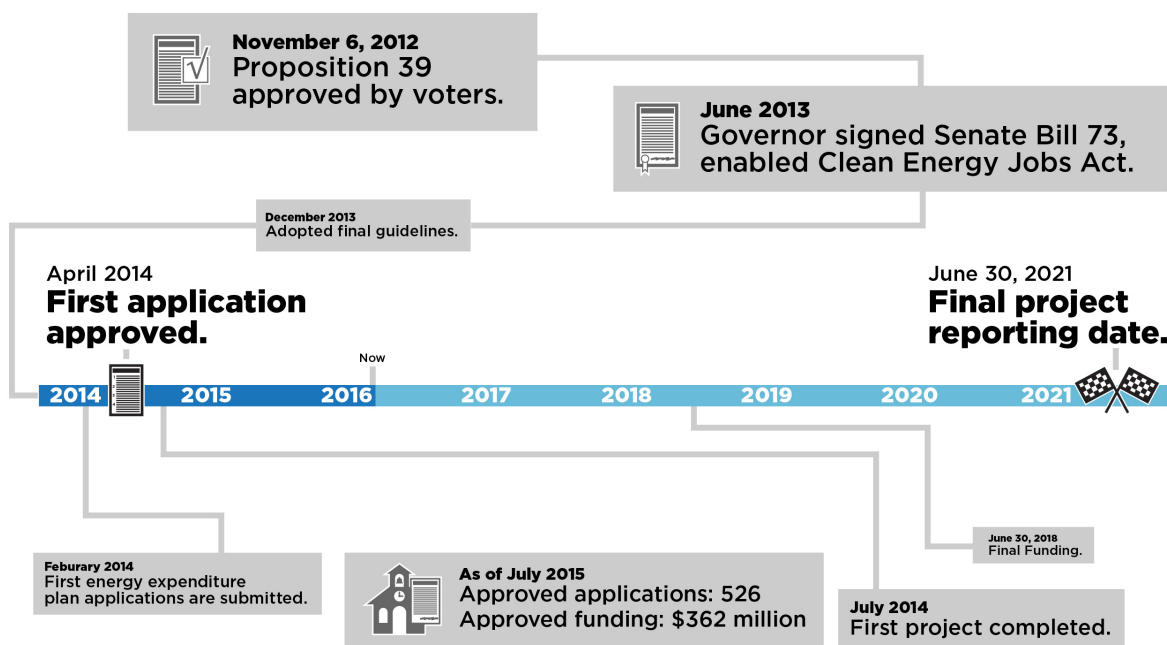 November 6, 2012
Proposition 39
approved by voters.
June 2013
Governor signed Senate Bill 73,
enabled Clean Energy Jobs Act.
December 2013
Adopted final guidelines.
April 2014
First application
approved.
June 30, 2021
Final project
reporting date.
Now
2014 2015 2016 2017 2018 2019 2020 2021
Feburary 2014
First energy expenditure
plan applications are submitted.
As of July 2015
Approved applications: 526
Approved funding: $362 million
June 30, 2018
Final Funding.
July 2014
First project completed.